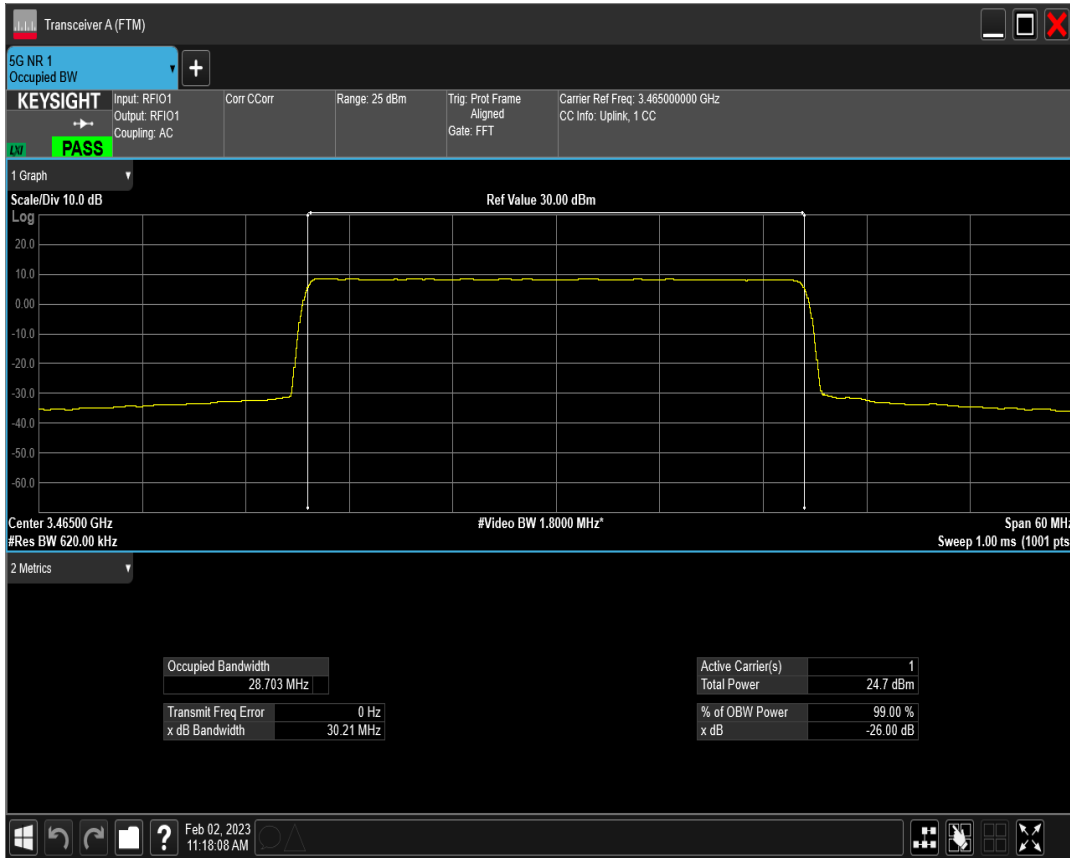 Transceiver A (FTM)
5G NR 1
Occupied BW
+
KEYSIGHT
LXI
PASS
Input: RFIO1
Output: RFIO1
Coupling: AC
Corr CCorr
Range: 25 dBm
Trig: Prot Frame
Aligned
Gate: FFT
Carrier Ref Freq: 3.465000000 GHz
CC Info: Uplink, 1 CC
1 Graph
Scale/Div 10.0 dB
Ref Value 30.00 dBm
Log
20.0
10.0
0.00
-10.0
-20.0
-30.0
-40.0
-50.0
-60.0
Center 3.46500 GHz
#Video BW 1.8000 MHz*
Span 60 MHz
#Res BW 620.00 kHz
Sweep 1.00 ms (1001 pts
2 Metrics
Occupied Bandwidth
28.703 MHz
Transmit Freq Error 0 Hz
x dB Bandwidth 30.21 MHz
Active Carrier(s) 1
Total Power 24.7 dBm
% of OBW Power 99.00 %
x dB -26.00 dB
?
Feb 02, 2023
11:18:08 AM